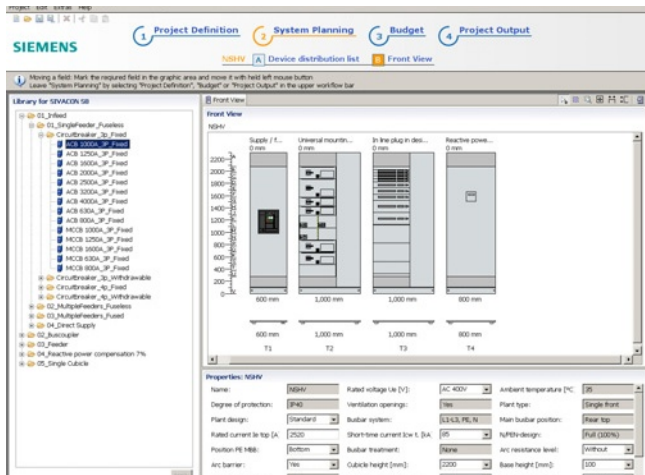 Project Edit Extras Help
SIEMENS
1 Project Definition
2 System Planning
3 Budget
4 Project Output
NSHV A Device distribution list B Front View
Moving a field: Mark the required field in the graphic area and move it with held left mouse button
Leave "System Planning" by selecting "Project Definition", "Budget" or "Project Output" in the upper workflow bar
Library for SIVACON S8
01_Infeed
01_SingleFeeder_Fuseless
CircuitBreaker_3p_Fixed
ACB 1000A_3P_Fixed
ACB 1250A_3P_Fixed
ACB 1600A_3P_Fixed
ACB 2000A_3P_Fixed
ACB 2500A_3P_Fixed
ACB 3200A_3P_Fixed
ACB 4000A_3P_Fixed
ACB 630A_3P_Fixed
ACB 800A_3P_Fixed
MCCB 1000A_3P_Fixed
MCCB 1250A_3P_Fixed
MCCB 1600A_3P_Fixed
MCCB 630A_3P_Fixed
MCCB 800A_3P_Fixed
CircuitBreaker_3p_Withdrawable
CircuitBreaker_4p_Fixed
CircuitBreaker_4p_Withdrawable
02_MultipleFeeders_Fuseless
03_MultipleFeeders_Fused
04_Direct Supply
02_Buscoupler
03_Feeder
04_Reactive power compensation 7%
05_Single Cubicle
Front View
Front View
NSHV
Supply / f... Universal mountin... In line plug in desi... Reactive powe...
0 mm 0 mm 0 mm 0 mm
2200
2000
1800
1600
1400
1200
1000
800
600
400
200
0
600 mm 1,000 mm 1,000 mm 800 mm
600 mm 1,000 mm 1,000 mm 800 mm
T1 T2 T3 T4
Properties: NSHV
Name: NSHV Rated voltage Ue [V]: AC 400V Ambient temperature [°C 35
Degree of protection: IP40 Ventilation openings: Yes Plant type: Single front
Plant design: Standard Busbar system: L1-L3, PE, N Main busbar position: Rear top
Rated current Ie top [A 2520 Short-time current Icw t. [kA 65 N/PEN-design: Full (100%)
Position PE MBB: Bottom Busbar treatment: None Arc resistance level: Without
Arc barrier: Yes Cubicle height [mm]: 2200 Base height [mm]: 100